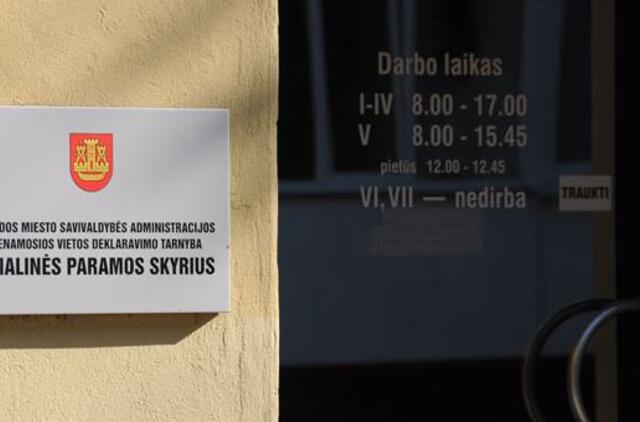 DOS MIESTO SAVIVALDYBĖS ADMINISTRACIJOS
ENAMOSIOS VIETOS DEKLARAVIMO TARNYBA
IALINĖS PARAMOS SKYRIUS
Darbo laikas
I-IV 8.00 - 17.00
V 8.00 - 15.45
pietūs 12.00 - 12.45
VI, VII — nedirba
TRAUKTI